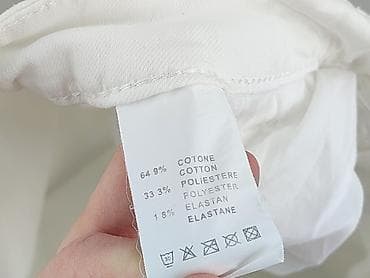 COTONE
64 9% COTTON
POLIESTERE
33 3% POLYESTER
ELASTAN
1 8% ELASTANE